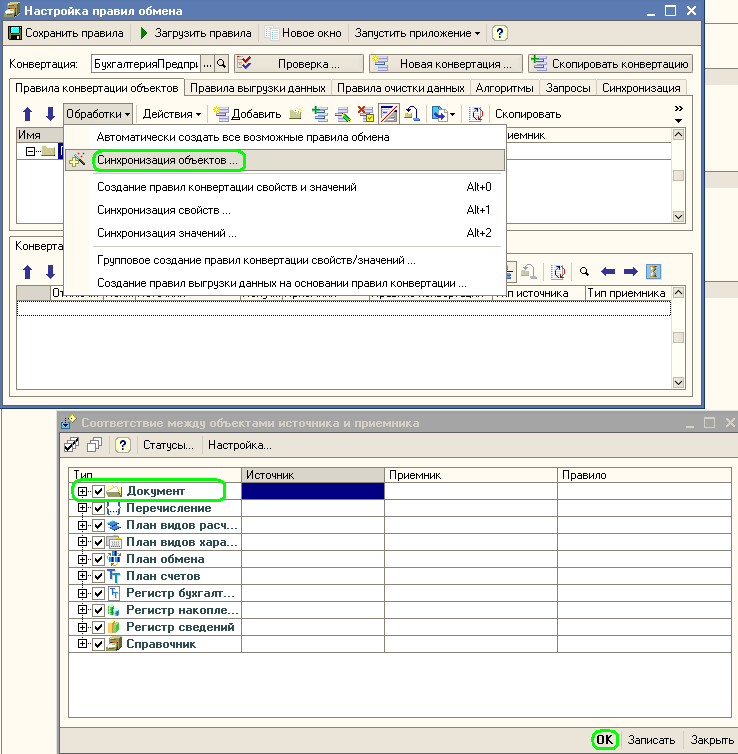 Настройка правил обмена
Сохранить правила Загрузить правила Новое окно Запустить приложение ?
Конвертация: БухгалтерияПредпр ... Проверка ... Новая конвертация ... Скопировать конвертацию
Правила конвертации объектов Правила выгрузки данных Правила очистки данных Алгоритмы Запросы Синхронизация
Обработки Действия Добавить Скопировать »
Имя
Автоматически создать все возможные правила обмена
Синхронизация объектов ...
Создание правил конвертации свойств и значений Alt+0
Синхронизация свойств ... Alt+1
Синхронизация значений ... Alt+2
Групповое создание правил конвертации свойств/значений ...
Создание правил выгрузки данных на основании правил конвертации ...
Конверта
источника Тип приемника
Соответствие между объектами источника и приемника
? Статусы... Настройка...
Тип Источник Приемник Правило
Документ
Перечисление
План видов расч...
План видов хара...
План обмена
План счетов
Регистр бухгалт...
Регистр накопле...
Регистр сведений
Справочник
OK Записать Закрыть